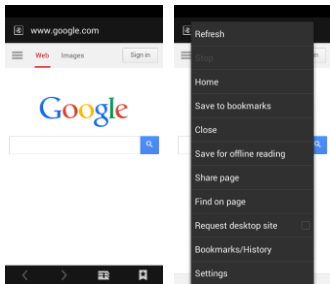 www.google.com
Web Images Sign in
Google
Refresh
Stop
Home
Save to bookmarks
Close
Save for offline reading
Share page
Find on page
Request desktop site
Bookmarks/History
Settings